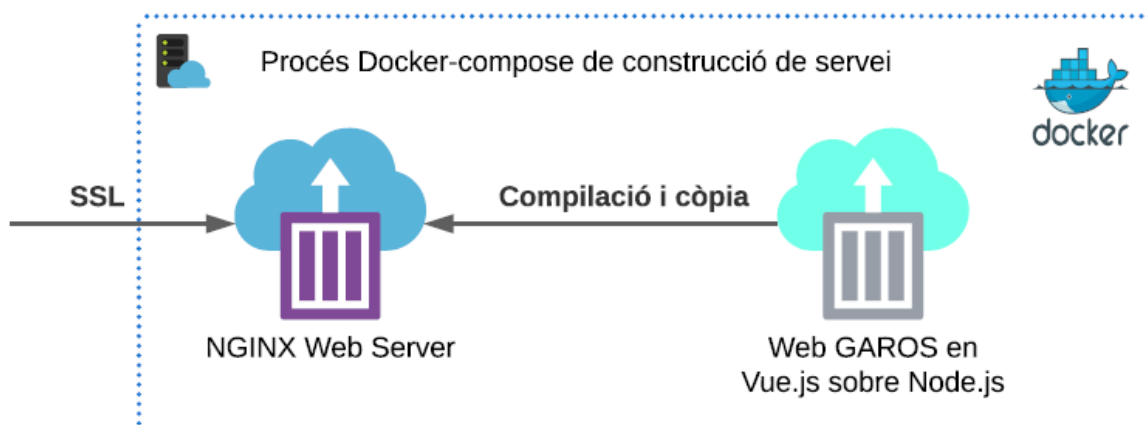 Procés Docker-compose de construcció de servei
docker
SSL
Compilació i còpia
NGINX Web Server
Web GAROS en
Vue.js sobre Node.js